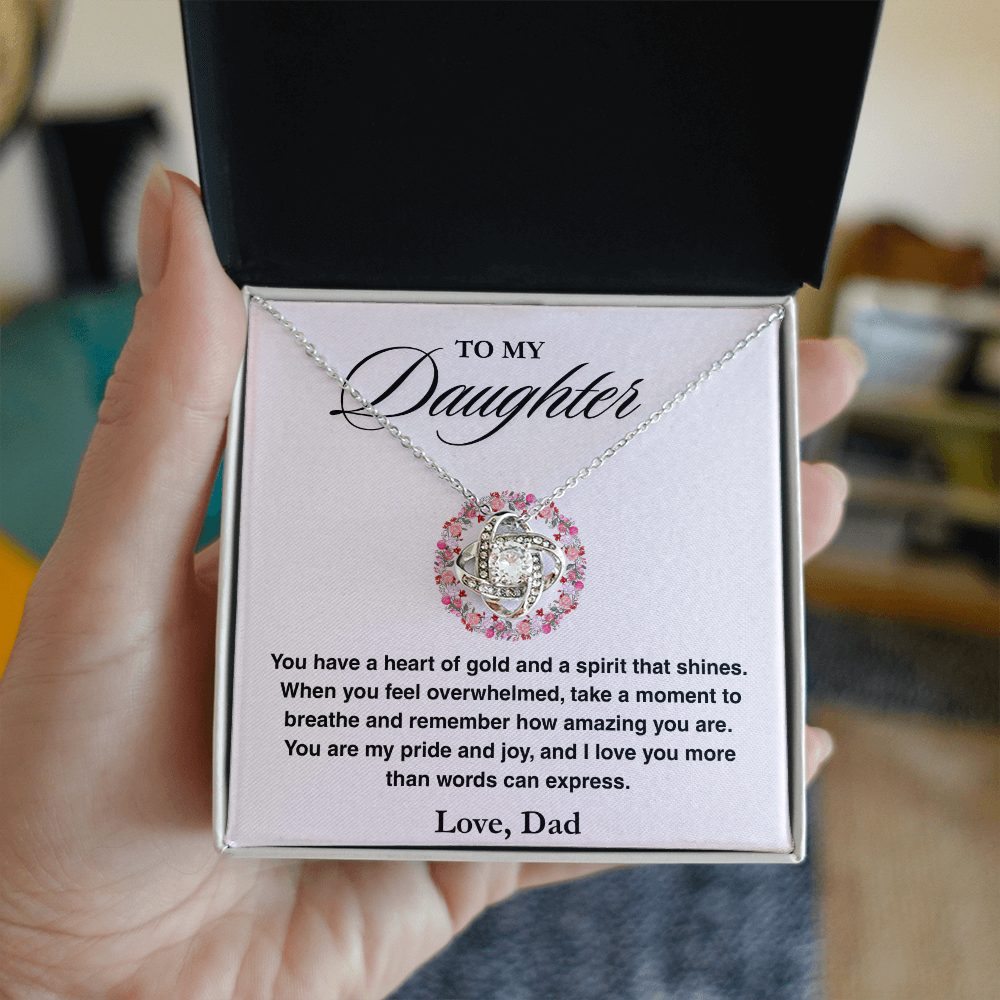 TO MY
Daughter
You have a heart of gold and a spirit that shines.
When you feel overwhelmed, take a moment to
breathe and remember how amazing you are.
You are my pride and joy, and I love you more
than words can express.
Love, Dad